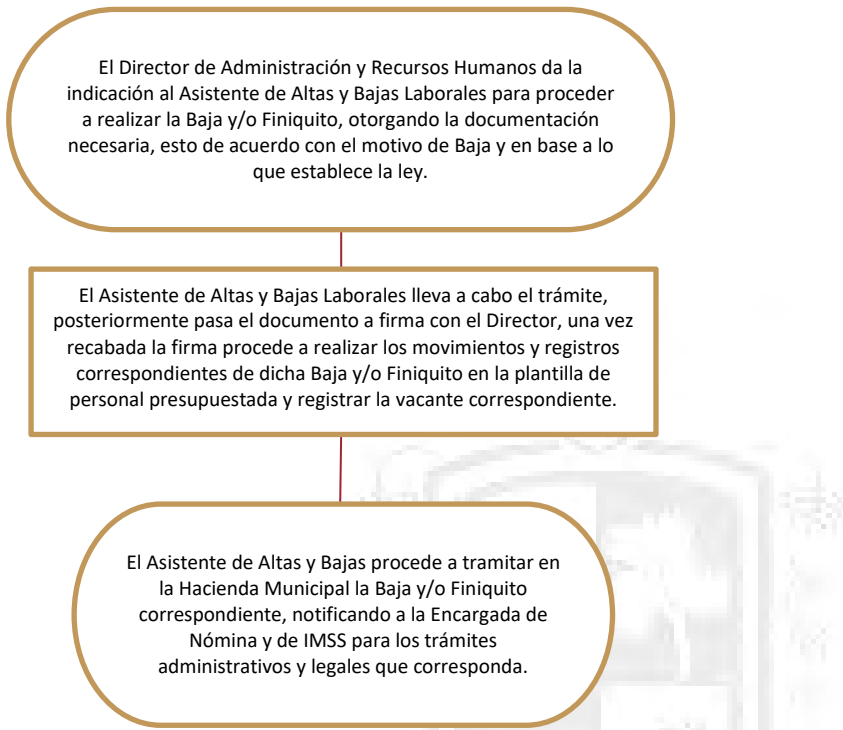 El Director de Administración y Recursos Humanos da la
indicación al Asistente de Altas y Bajas Laborales para proceder
a realizar la Baja y/o Finiquito, otorgando la documentación
necesaria, esto de acuerdo con el motivo de Baja y en base a lo
que establece la ley.
El Asistente de Altas y Bajas Laborales lleva a cabo el trámite,
posteriormente pasa el documento a firma con el Director, una vez
recabada la firma procede a realizar los movimientos y registros
correspondientes de dicha Baja y/o Finiquito en la plantilla de
personal presupuestada y registrar la vacante correspondiente.
El Asistente de Altas y Bajas procede a tramitar en
la Hacienda Municipal la Baja y/o Finiquito
correspondiente, notificando a la Encargada de
Nómina y de IMSS para los trámites
administrativos y legales que corresponda.